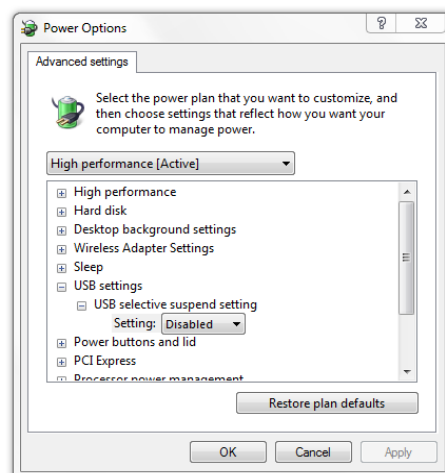 Power Options
Advanced settings
Select the power plan that you want to customize, and
then choose settings that reflect how you want your
computer to manage power.
High performance [Active]
High performance
Hard disk
Desktop background settings
Wireless Adapter Settings
Sleep
USB settings
USB selective suspend setting
Setting: Disabled
Power buttons and lid
PCI Express
Processor power management
Restore plan defaults
OK Cancel Apply